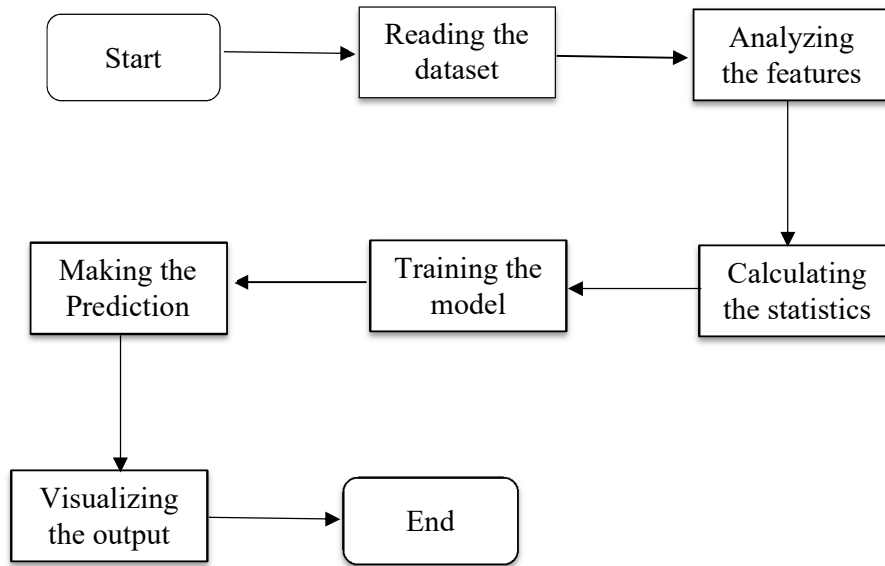 Start
Reading the
dataset
Analyzing
the features
Calculating
the statistics
Training the
model
Making the
Prediction
Visualizing
the output
End